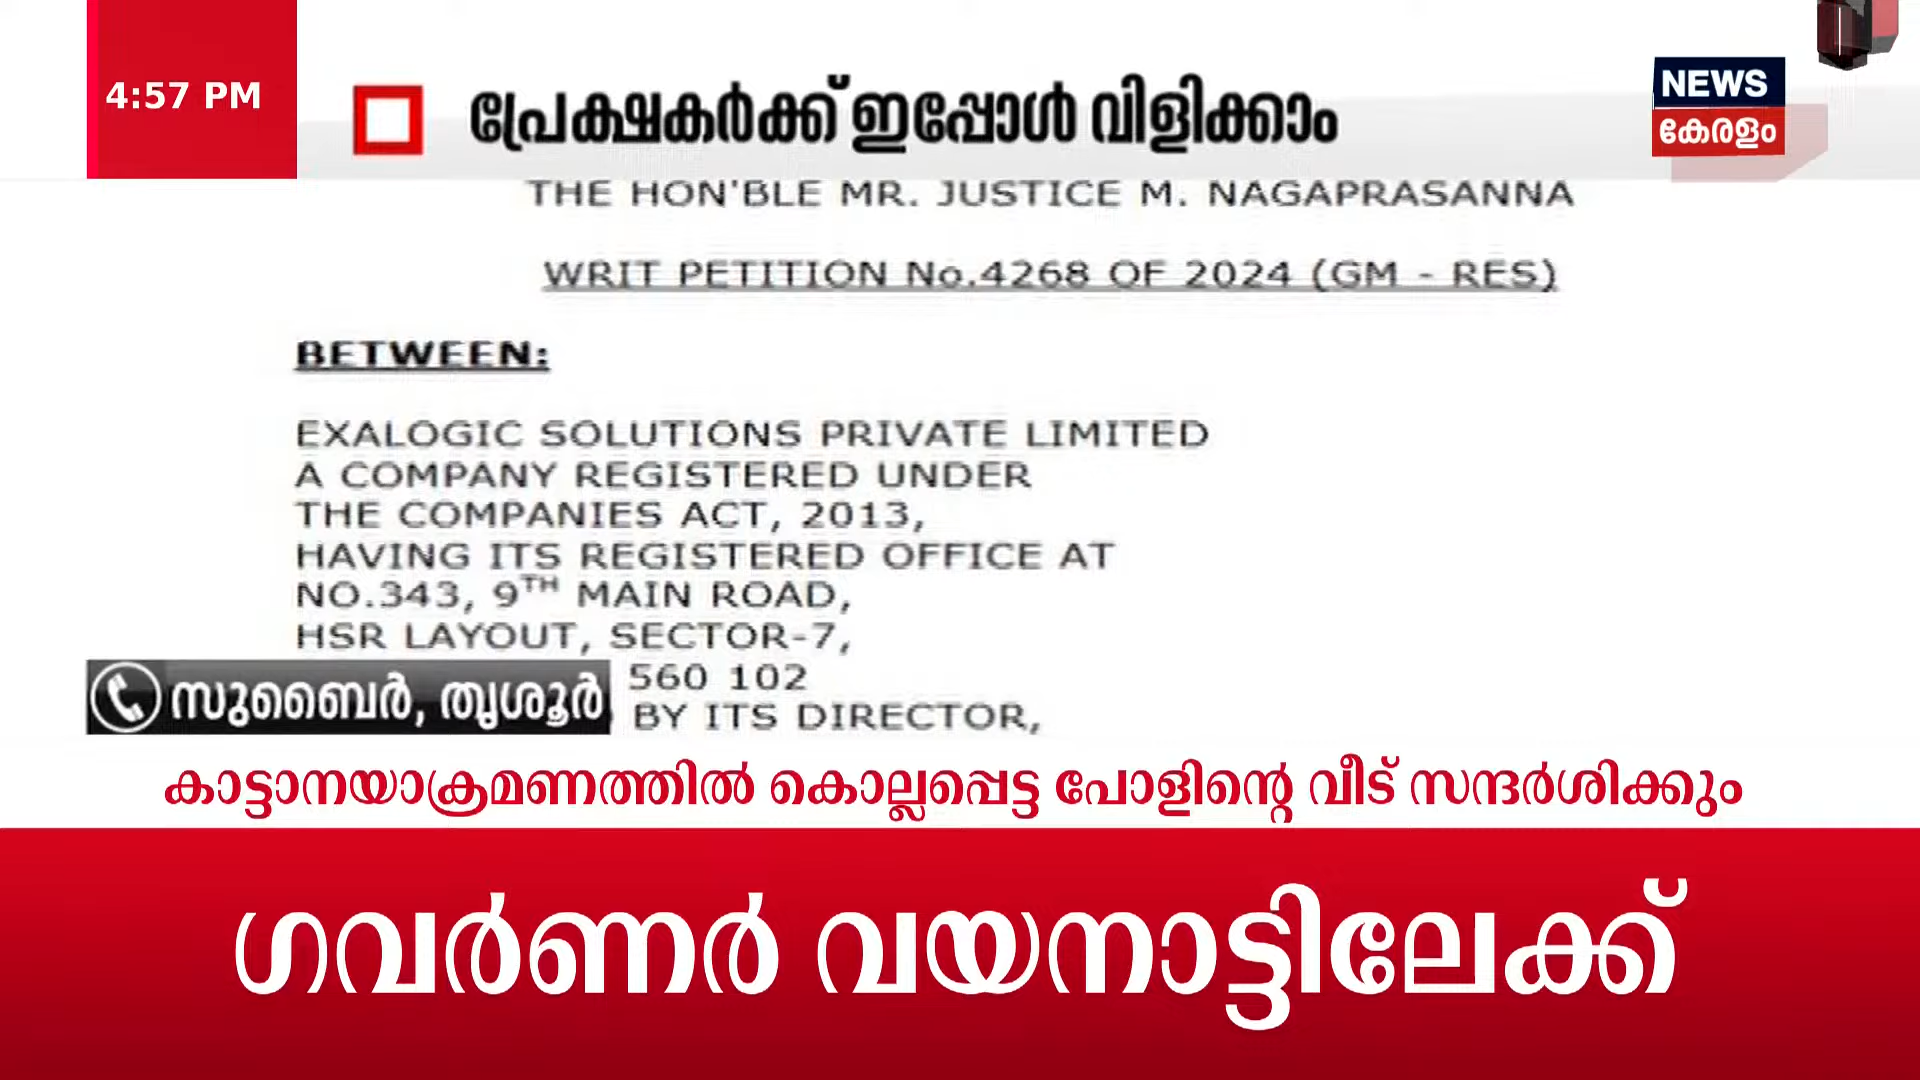 4:57 PM
പ്രേക്ഷകർക്ക് ഇപ്പോൾ വിളിക്കാം
NEWS
കേരളം
THE HON'BLE MR. JUSTICE M. NAGAPRASANNA
WRIT PETITION No.4268 OF 2024 (GM - RES)
BETWEEN:
EXALOGIC SOLUTIONS PRIVATE LIMITED
A COMPANY REGISTERED UNDER
THE COMPANIES ACT, 2013,
HAVING ITS REGISTERED OFFICE AT
NO.343, 9TH MAIN ROAD,
HSR LAYOUT, SECTOR-7,
560 102
BY ITS DIRECTOR,
സുബൈർ, തൃശൂർ
കാട്ടാനയാക്രമണത്തിൽ കൊല്ലപ്പെട്ട പോളിന്റെ വീട് സന്ദർശിക്കും
ഗവർണർ വയനാട്ടിലേക്ക്